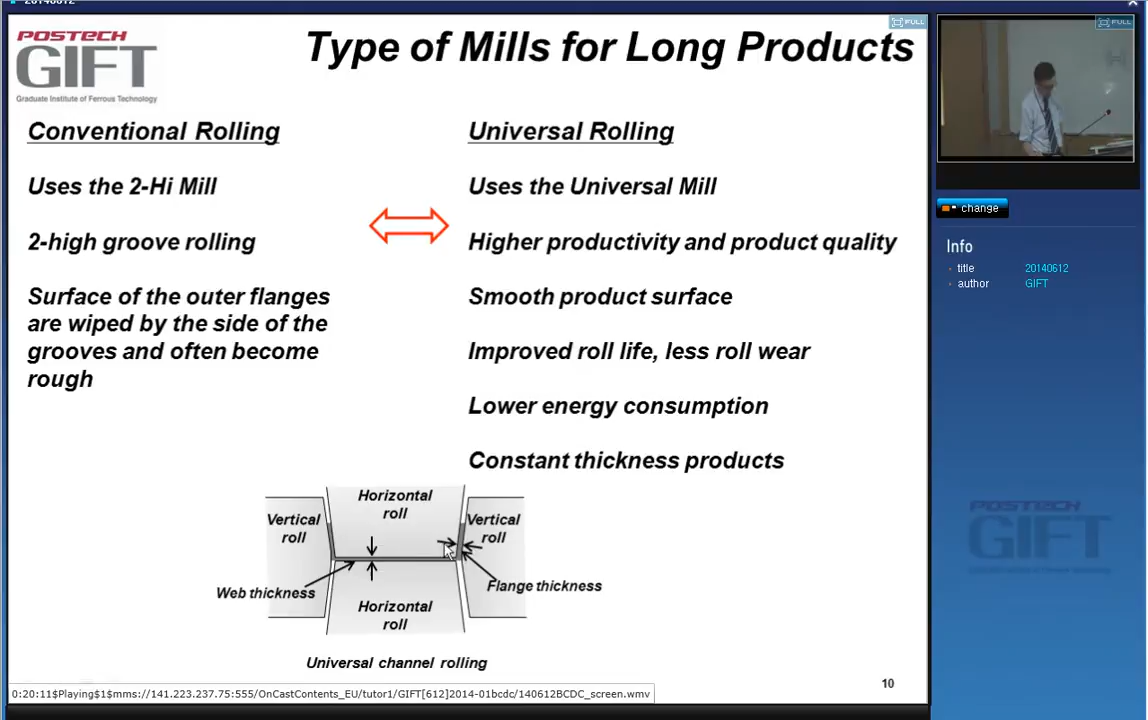 20140612
POSTECH
GIFT
Graduate Institute of Ferrous Technology
Type of Mills for Long Products
FULL
FULL
Conventional Rolling
Uses the 2-Hi Mill
2-high groove rolling
Surface of the outer flanges
are wiped by the side of the
grooves and often become
rough
Universal Rolling
Uses the Universal Mill
Higher productivity and product quality
Smooth product surface
Improved roll life, less roll wear
Lower energy consumption
Constant thickness products
Horizontal
roll
Vertical
roll
Vertical
roll
Web thickness
Flange thickness
Horizontal
roll
Universal channel rolling
10
0:20:11$Playing$1$mms://141.223.237.75:555/OnCastContents_EU/tutor1/GIFT[612]2014-01bcdc/140612BCDC_screen.wmv
change
Info
title 20140612
author GIFT
POSTECH
GIFT